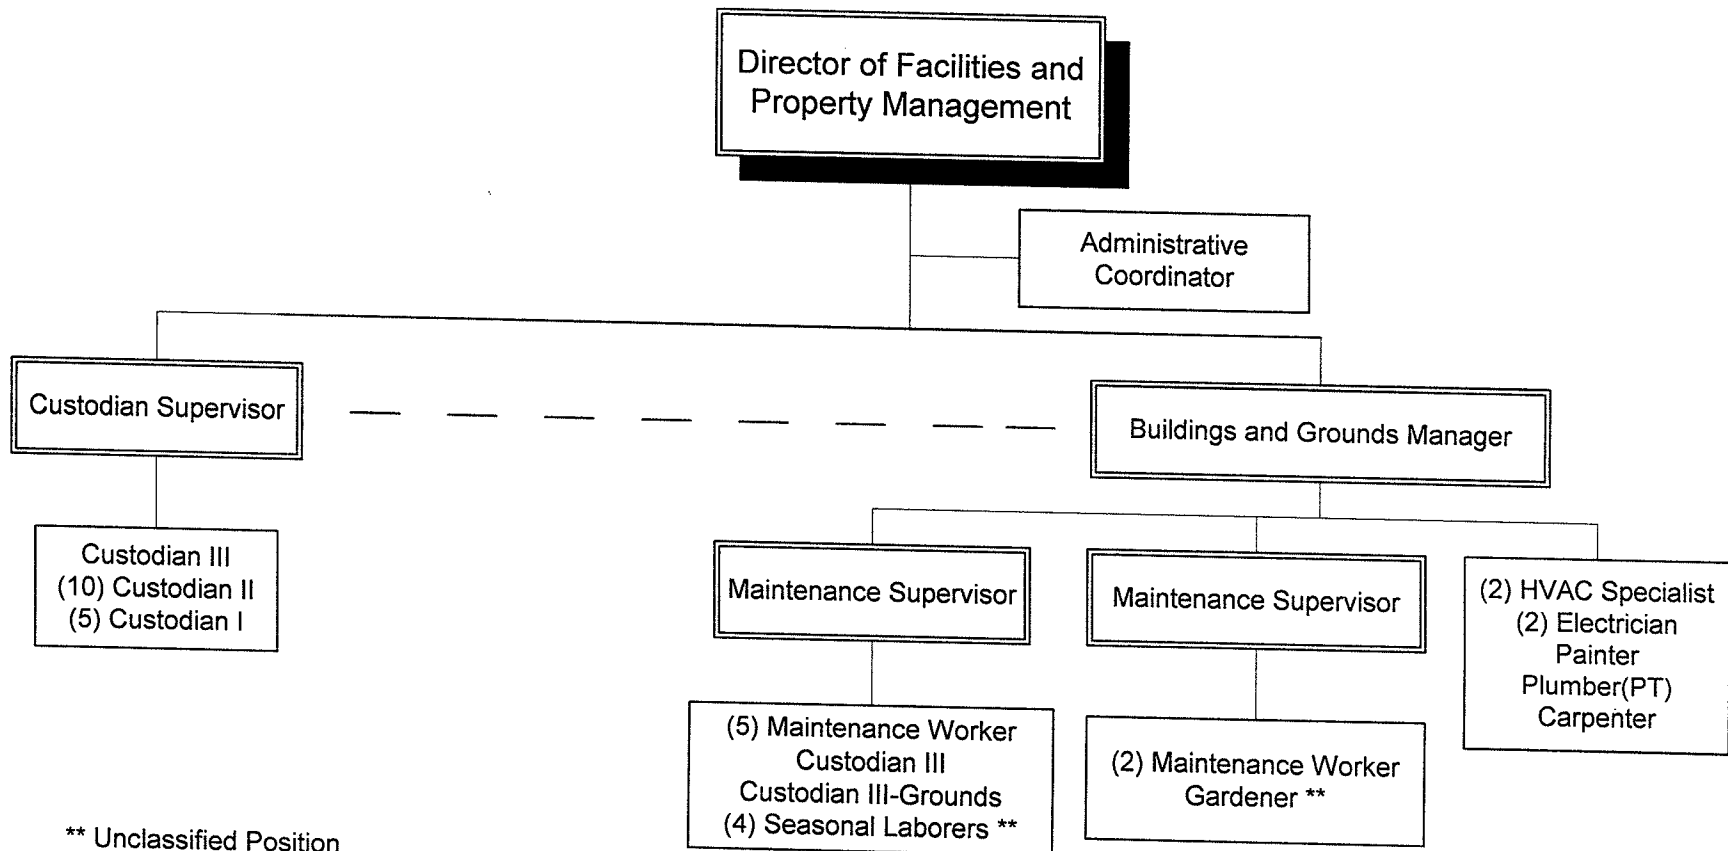 Director of Facilities and
Property Management
Administrative
Coordinator
Custodian Supervisor
Buildings and Grounds Manager
Custodian III
(10) Custodian II
(5) Custodian I
Maintenance Supervisor
Maintenance Supervisor
(2) HVAC Specialist
(2) Electrician
Painter
Plumber(PT)
Carpenter
(5) Maintenance Worker
Custodian III
Custodian III-Grounds
(4) Seasonal Laborers **
(2) Maintenance Worker
Gardener **
** Unclassified Position